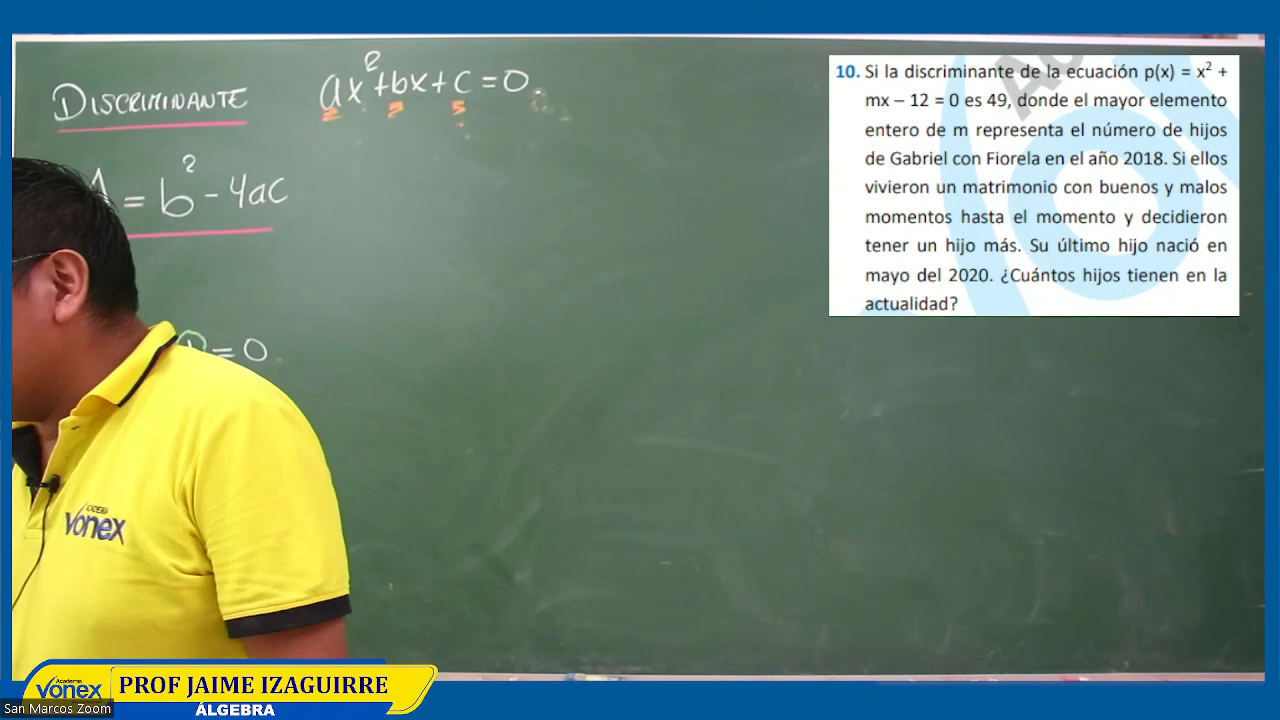 DISCRIMINANTE
ax² + bx + c = 0
= b² - 4ac
= 0
10. Si la discriminante de la ecuación p(x) = x² +
mx – 12 = 0 es 49, donde el mayor elemento
entero de m representa el número de hijos
de Gabriel con Fiorela en el año 2018. Si ellos
vivieron un matrimonio con buenos y malos
momentos hasta el momento y decidieron
tener un hijo más. Su último hijo nació en
mayo del 2020. ¿Cuántos hijos tienen en la
actualidad?
ACADEMIA
VONEX
Academia
VONEX
PROF JAIME IZAGUIRRE
ÁLGEBRA
San Marcos Zoom